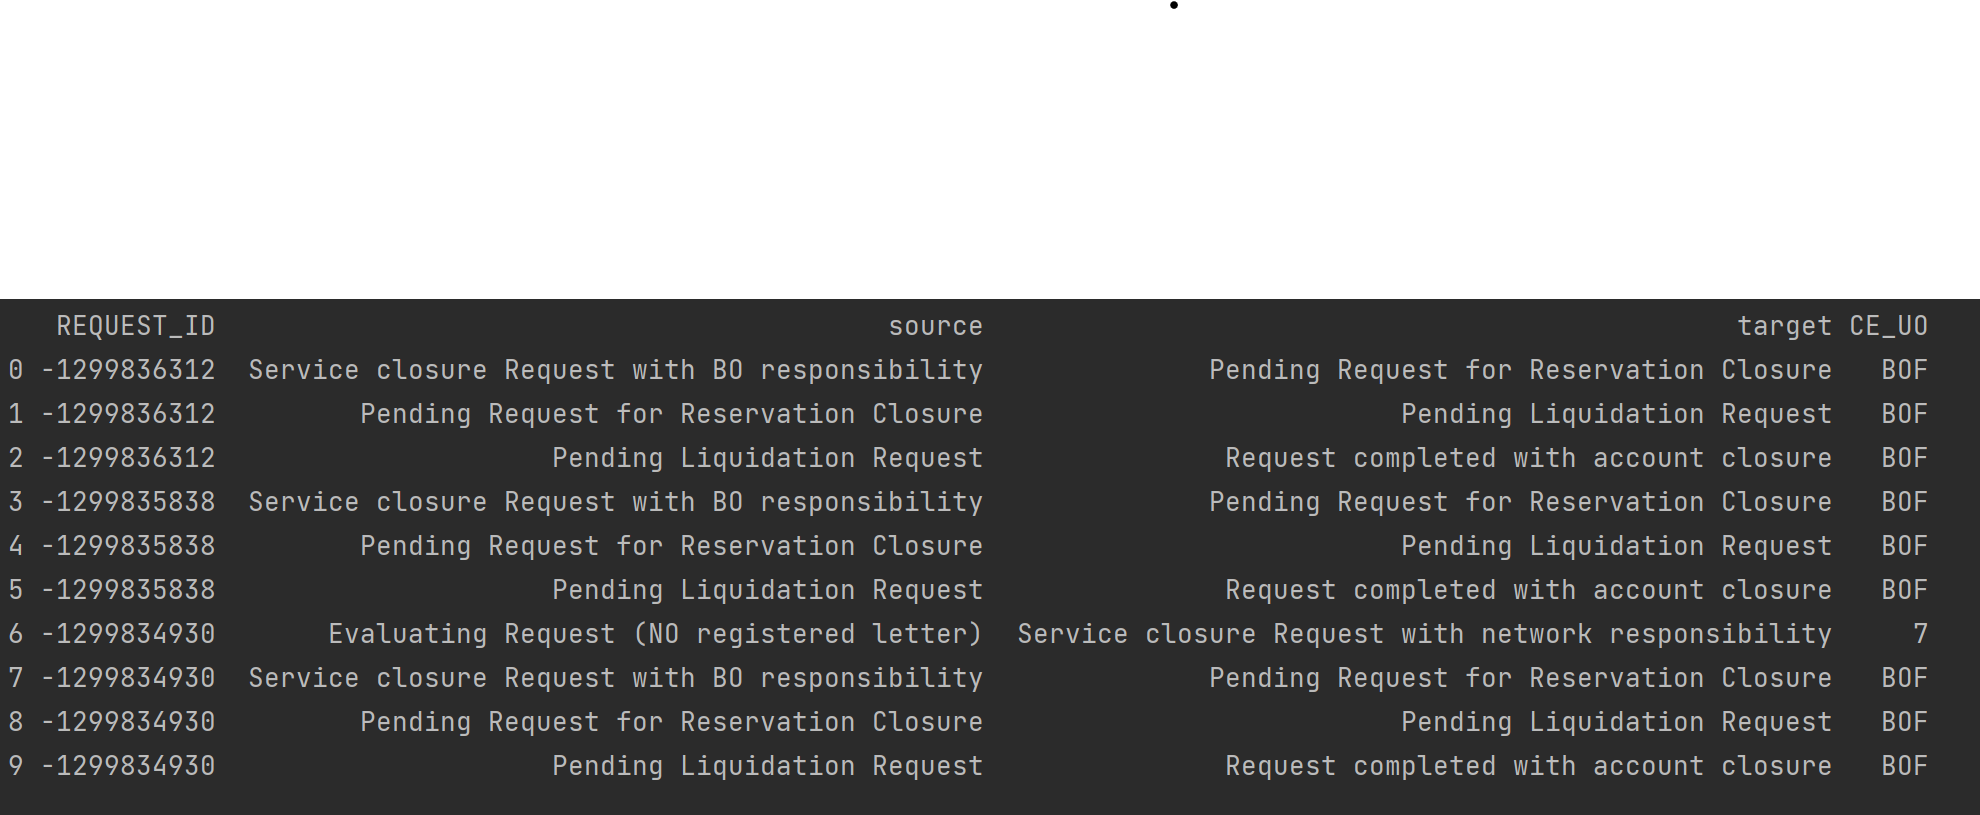 REQUEST_ID source target CE_UO
0 -1299836312 Service closure Request with BO responsibility Pending Request for Reservation Closure BOF
1 -1299836312 Pending Request for Reservation Closure Pending Liquidation Request BOF
2 -1299836312 Pending Liquidation Request Request completed with account closure BOF
3 -1299835838 Service closure Request with BO responsibility Pending Request for Reservation Closure BOF
4 -1299835838 Pending Request for Reservation Closure Pending Liquidation Request BOF
5 -1299835838 Pending Liquidation Request Request completed with account closure BOF
6 -1299834930 Evaluating Request (NO registered letter) Service closure Request with network responsibility 7
7 -1299834930 Service closure Request with BO responsibility Pending Request for Reservation Closure BOF
8 -1299834930 Pending Request for Reservation Closure Pending Liquidation Request BOF
9 -1299834930 Pending Liquidation Request Request completed with account closure BOF